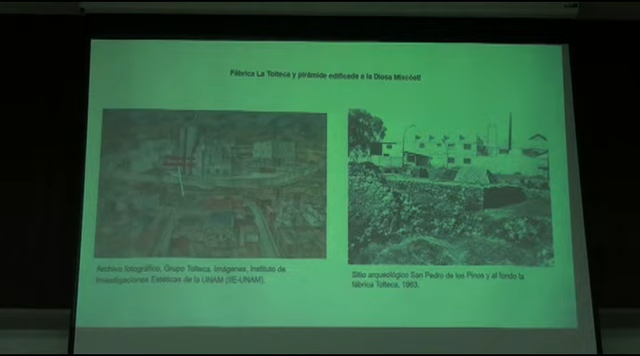 Fábrica La Tolteca y pirámide edificada a la Diosa Mixcóatl
Archivo fotográfico, Grupo Tolteca, Imágenes, Instituto de
Investigaciones Estéticas de la UNAM (IIE-UNAM).
Sitio arqueológico San Pedro de los Pinos y al fondo la
fábrica Tolteca, 1963.